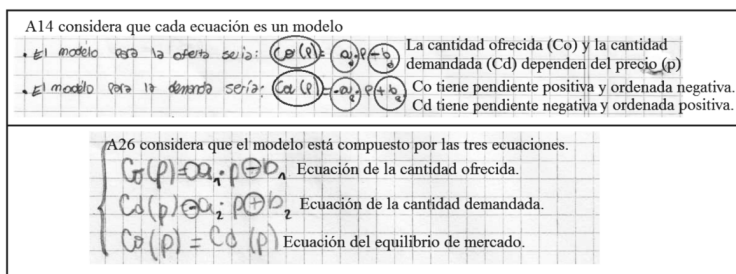 A14 considera que cada ecuación es un modelo
• El modelo para la oferta sería: Co(p) = a₁·p - b₁
La cantidad ofrecida (Co) y la cantidad
demandada (Cd) dependen del precio (p)
• El modelo para la demanda sería: Cd(p) = -a₂·p + b₂
Co tiene pendiente positiva y ordenada negativa.
Cd tiene pendiente negativa y ordenada positiva.
A26 considera que el modelo está compuesto por las tres ecuaciones.
Co(p) = a₁·p - b₁ Ecuación de la cantidad ofrecida.
Cd(p) = -a₂·p + b₂ Ecuación de la cantidad demandada.
Co(p) = Cd(p) Ecuación del equilibrio de mercado.